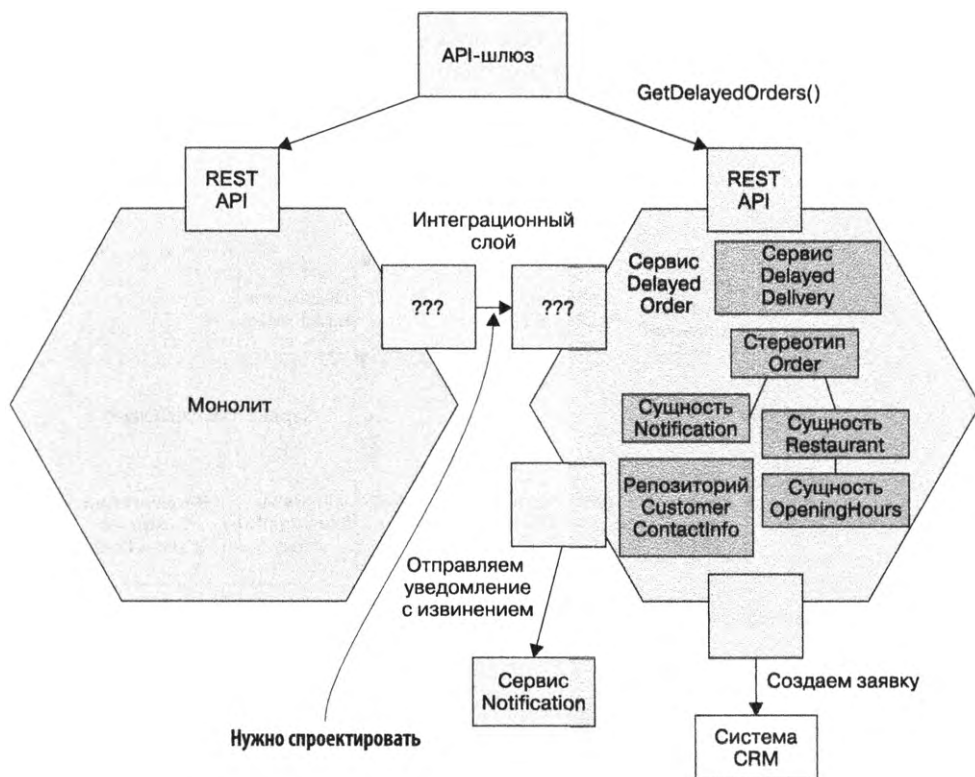 API-шлюз
GetDelayedOrders()
REST
API
REST
API
Интеграционный
слой
???
???
Сервис
Delayed
Order
Сервис
Delayed
Delivery
Стереотип
Order
Монолит
Сущность
Notification
Сущность
Restaurant
Репозиторий
Customer
ContactInfo
Сущность
OpeningHours
Отправляем
уведомление
с извинением
Сервис
Notification
Создаем заявку
Нужно спроектировать
Система
CRM